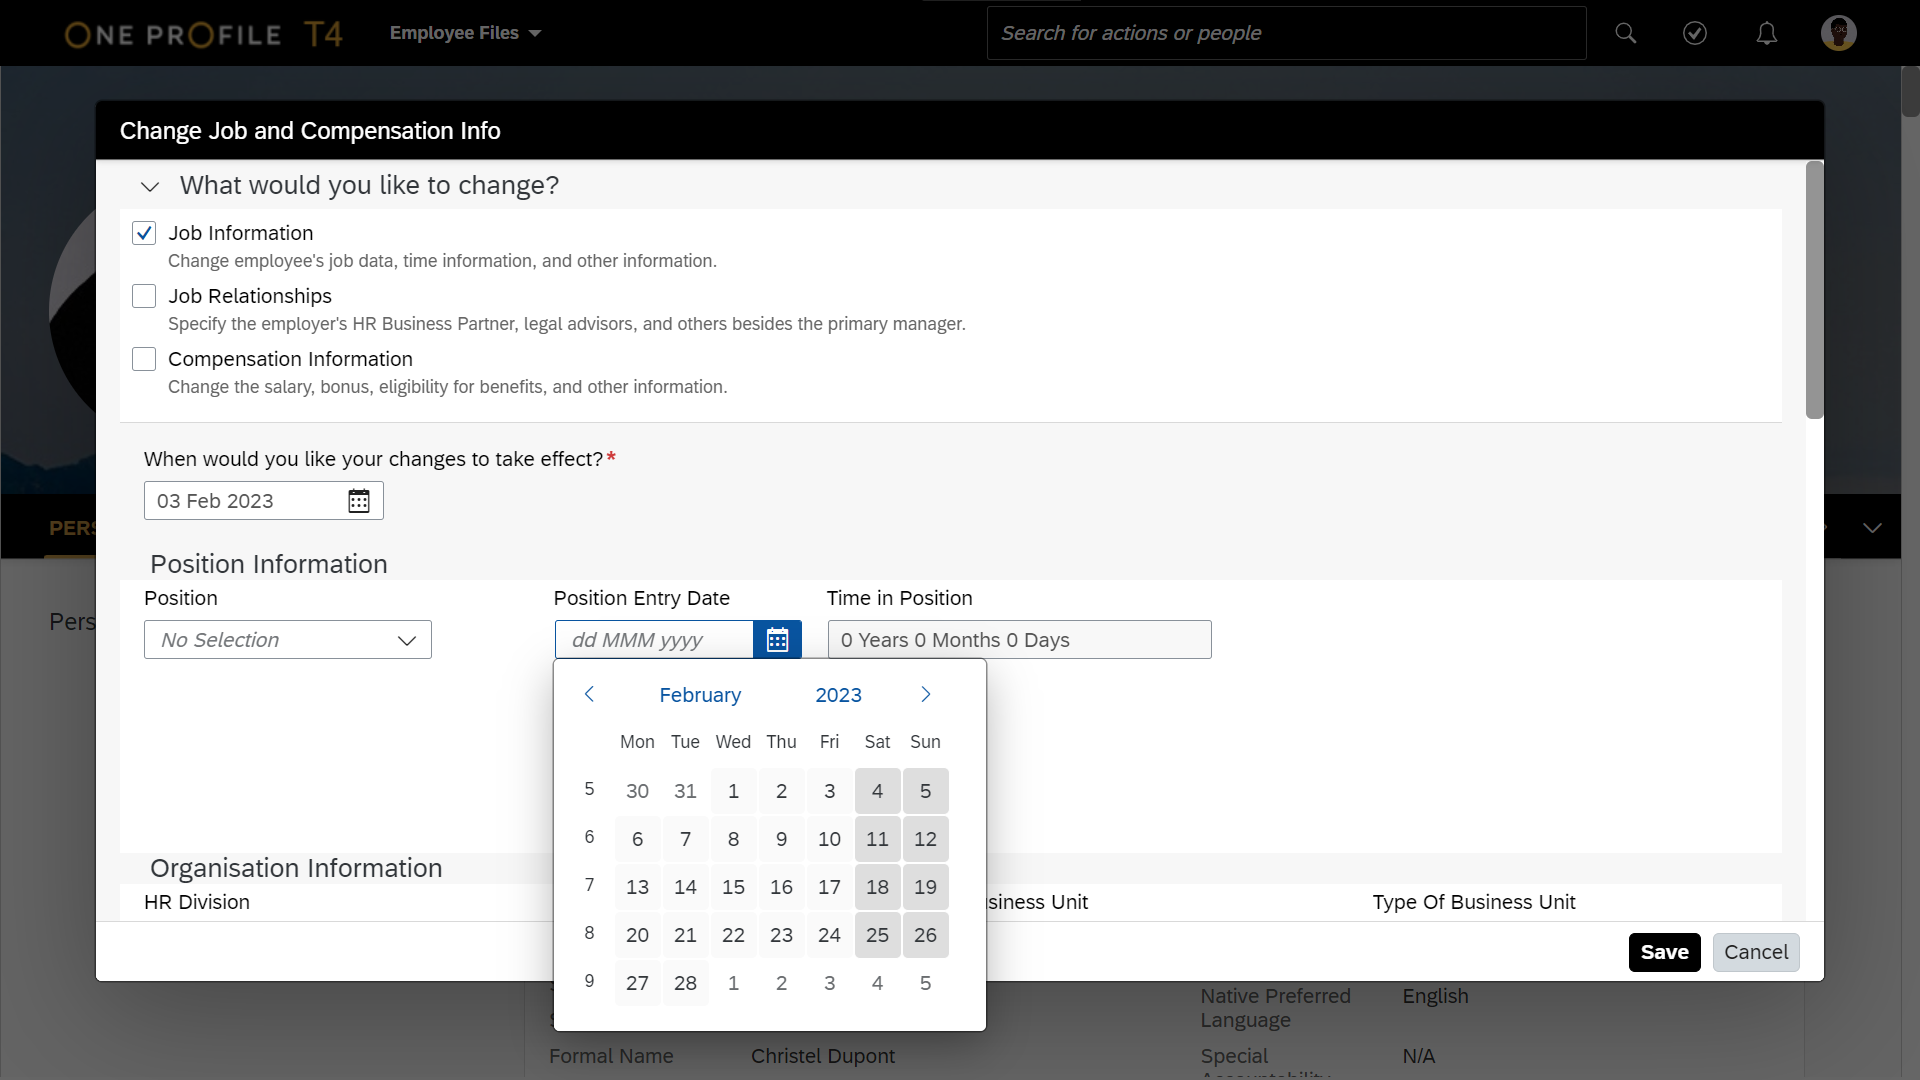 ONE PROFILE T4 Employee Files Search for actions or people
Change Job and Compensation Info
What would you like to change?
Job Information
Change employee's job data, time information, and other information.
Job Relationships
Specify the employer's HR Business Partner, legal advisors, and others besides the primary manager.
Compensation Information
Change the salary, bonus, eligibility for benefits, and other information.
When would you like your changes to take effect?*
03 Feb 2023
PERS
Position Information
Position Position Entry Date Time in Position
Pers
No Selection dd MMM yyyy 0 Years 0 Months 0 Days
February 2023
Mon Tue Wed Thu Fri Sat Sun
5 30 31 1 2 3 4 5
6 6 7 8 9 10 11 12
7 13 14 15 16 17 18 19
8 20 21 22 23 24 25 26
9 27 28 1 2 3 4 5
Organisation Information
HR Division siness Unit Type Of Business Unit
Save Cancel
Native Preferred Language English
Formal Name Christel Dupont Special N/A